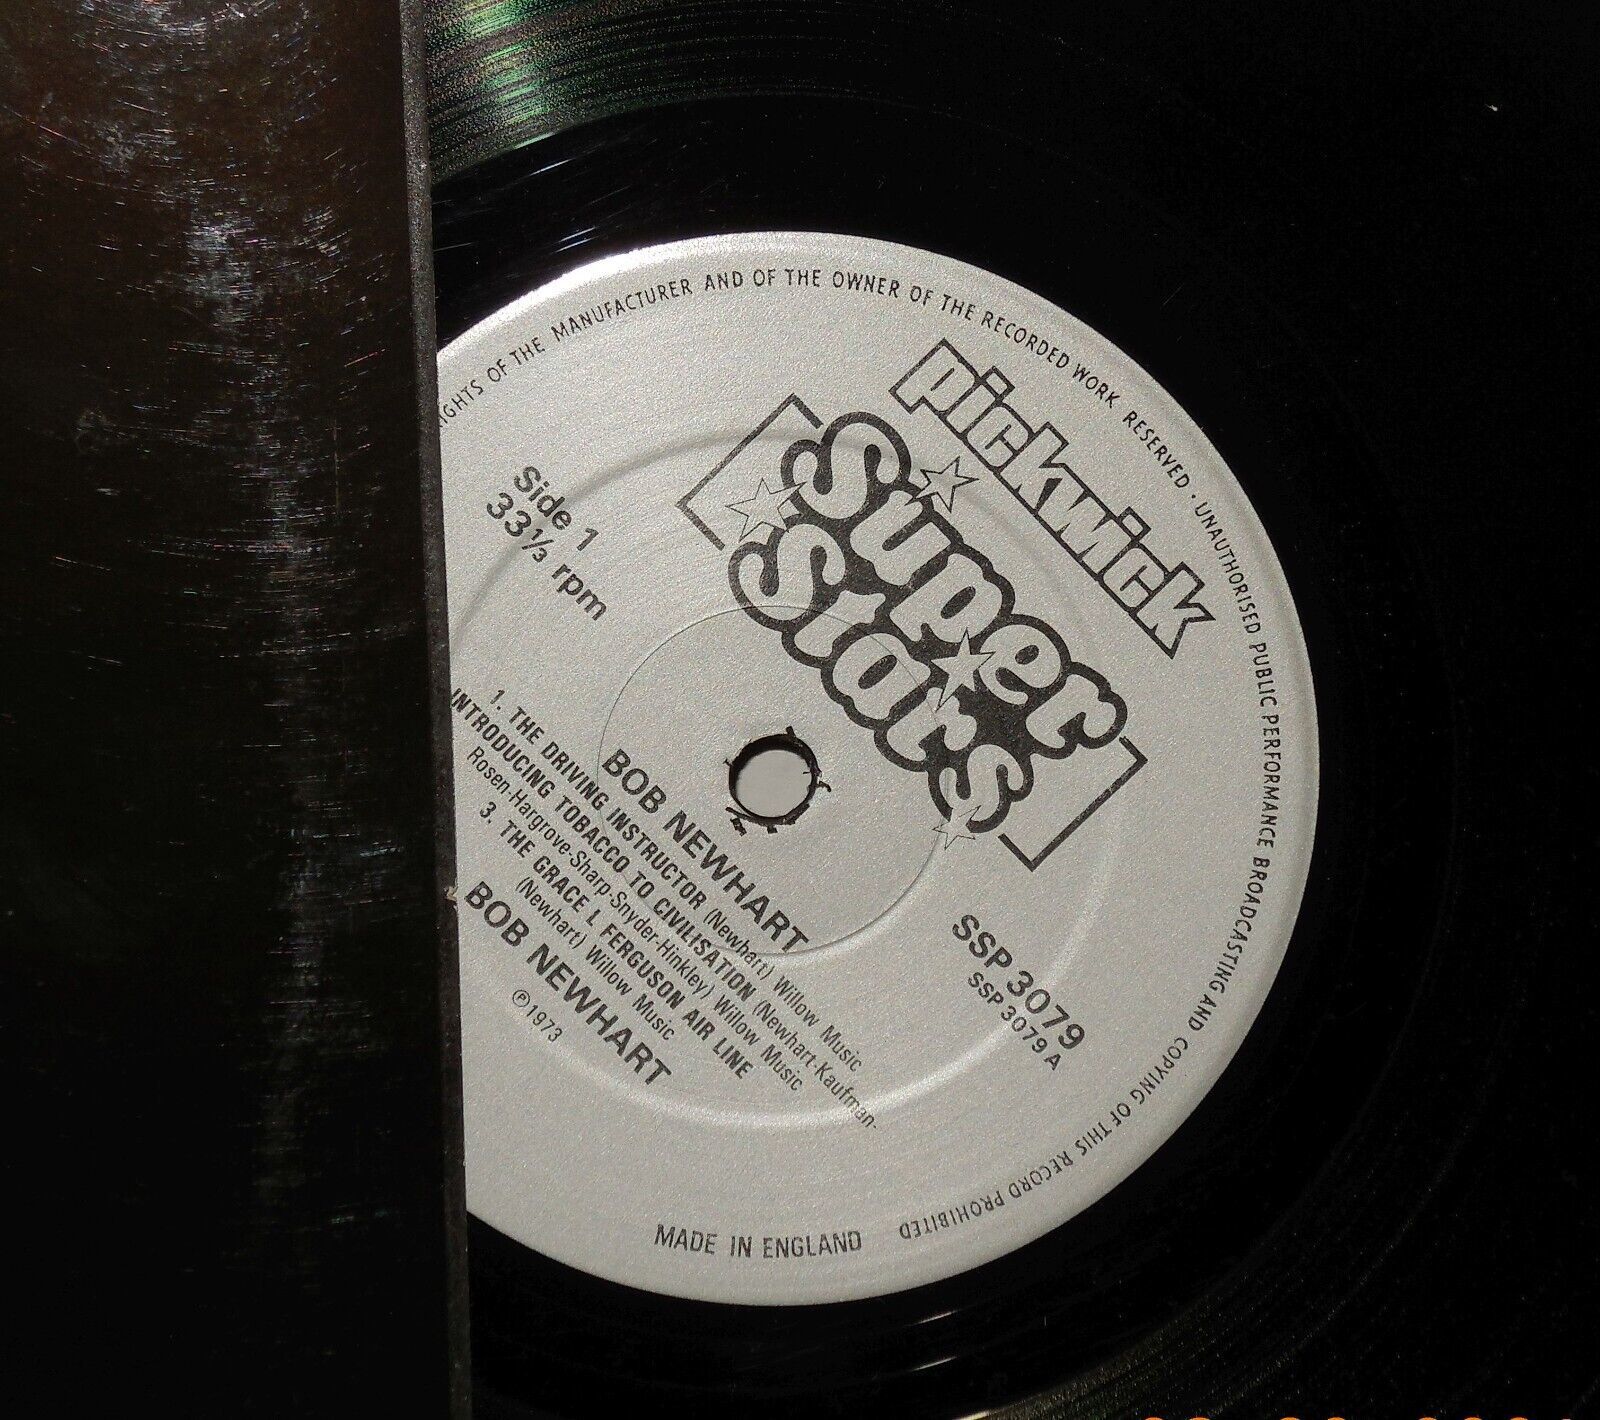 OF THE MANUFACTURER AND OF THE OWNER OF THE RECORDED WORK RESERVED · UNAUTHORISED PUBLIC PERFORMANCE BROADCASTING AND COPYING OF THIS RECORD PROHIBITED
pickwick
Super
Stars
Side 1
33⅓ rpm
SSP 3079
SSP 3079 A
BOB NEWHART
1. THE DRIVING INSTRUCTOR (Newhart) Willow Music
INTRODUCING TOBACCO TO CIVILISATION (Newhart-Kaufman-
Rosen-Hargrove-Sharp-Snyder-Hinkley) Willow Music
3. THE GRACE L FERGUSON AIR LINE
(Newhart) Willow Music
BOB NEWHART
℗1973
MADE IN ENGLAND